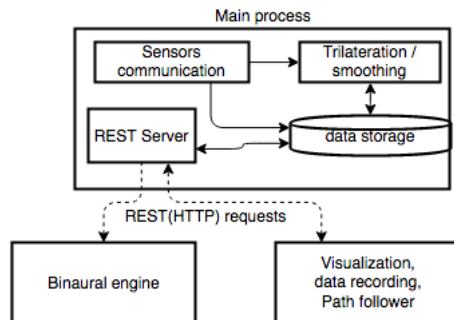 Main process
Sensors
communication
Trilateration /
smoothing
REST Server
data storage
REST(HTTP) requests
Binaural engine
Visualization,
data recording,
Path follower